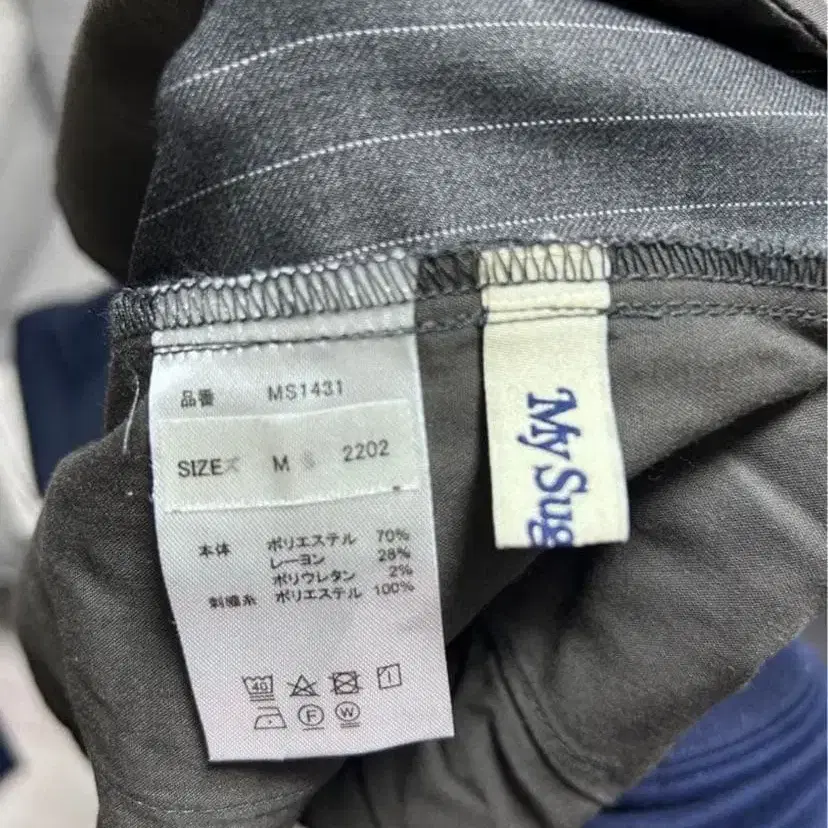 品番 MS1431
SIZE M 2202
本体 ポリエステル 70%
レーヨン 28%
ポリウレタン 2%
刺繍糸 ポリエステル 100%
40
F W
My Sug